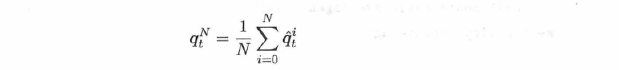 $q_t^N = \frac{1}{N} \sum_{i=0}^{N} \hat{q}_t^i$